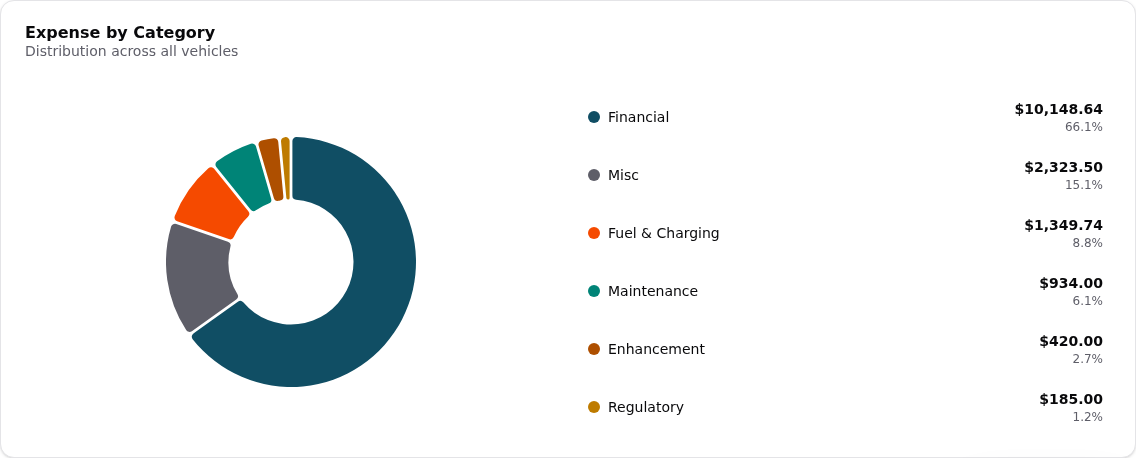 Expense by Category
Distribution across all vehicles
Financial
$10,148.64
66.1%
Misc
$2,323.50
15.1%
Fuel & Charging
$1,349.74
8.8%
Maintenance
$934.00
6.1%
Enhancement
$420.00
2.7%
Regulatory
$185.00
1.2%